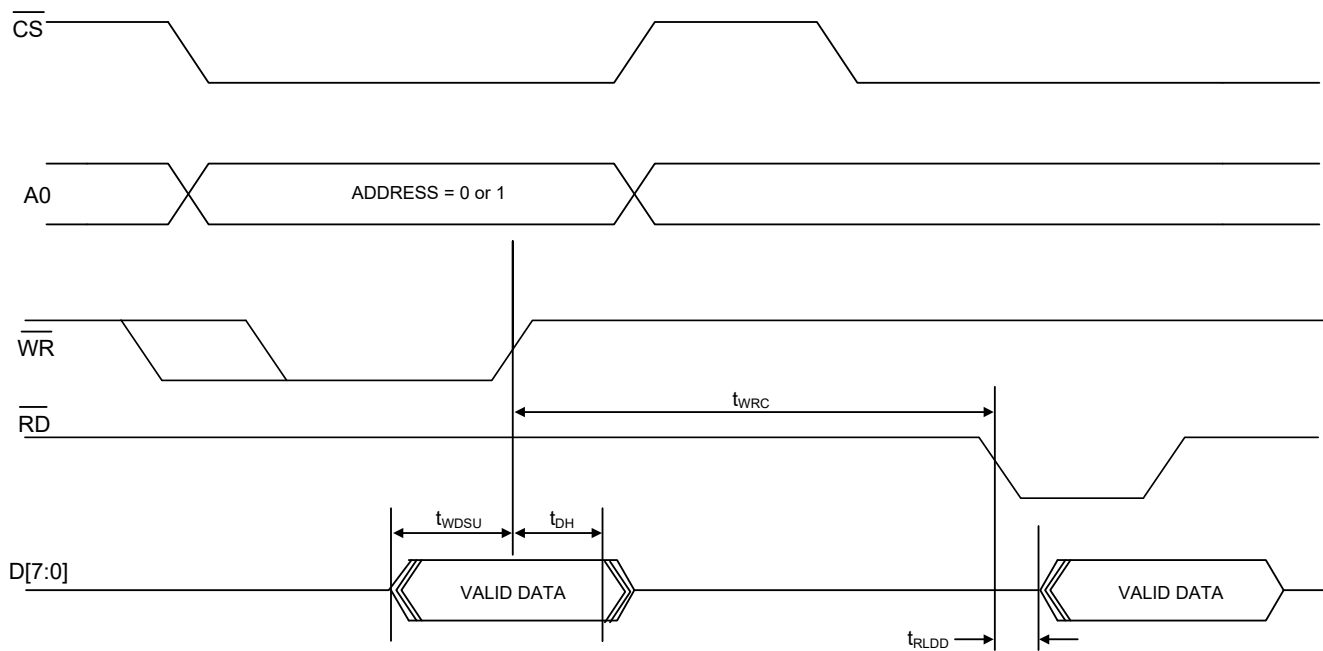 CS
A0
ADDRESS = 0 or 1
WR
tWRC
RD
tWDSU
tDH
D[7:0]
VALID DATA
VALID DATA
tRLDD